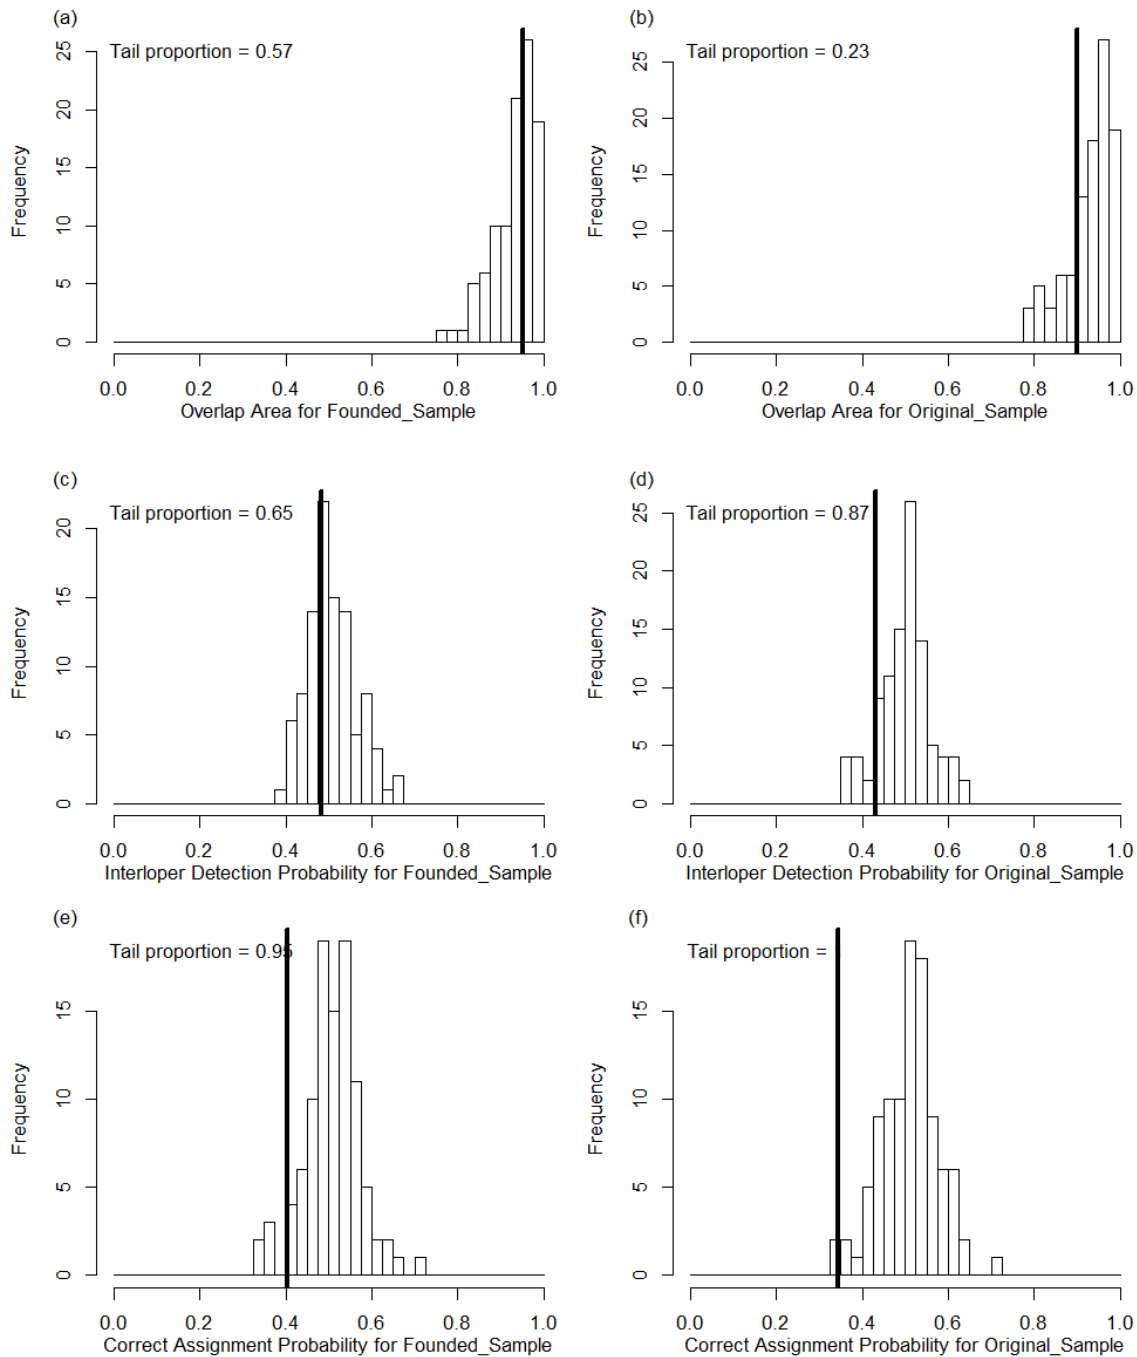 (a)
Tail proportion = 0.57
Frequency
0 5 10 15 20 25
0.0 0.2 0.4 0.6 0.8 1.0
Overlap Area for Founded_Sample
(b)
Tail proportion = 0.23
Frequency
0 5 10 15 20 25
0.0 0.2 0.4 0.6 0.8 1.0
Overlap Area for Original_Sample
(c)
Tail proportion = 0.65
Frequency
0 5 10 15 20
0.0 0.2 0.4 0.6 0.8 1.0
Interloper Detection Probability for Founded_Sample
(d)
Tail proportion = 0.87
Frequency
0 5 10 15 20 25
0.0 0.2 0.4 0.6 0.8 1.0
Interloper Detection Probability for Original_Sample
(e)
Tail proportion = 0.95
Frequency
0 5 10 15
0.0 0.2 0.4 0.6 0.8 1.0
Correct Assignment Probability for Founded_Sample
(f)
Tail proportion =
Frequency
0 5 10 15
0.0 0.2 0.4 0.6 0.8 1.0
Correct Assignment Probability for Original_Sample